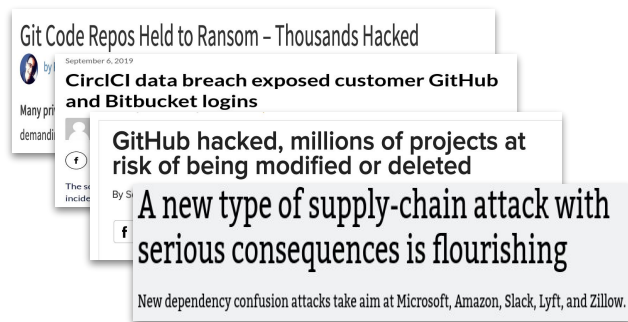 Git Code Repos Held to Ransom – Thousands Hacked
by
September 6, 2019
CirclCI data breach exposed customer GitHub
and Bitbucket logins
Many pri
demandi
f
GitHub hacked, millions of projects at
risk of being modified or deleted
The se
incide
By S
f
A new type of supply-chain attack with
serious consequences is flourishing
New dependency confusion attacks take aim at Microsoft, Amazon, Slack, Lyft, and Zillow.